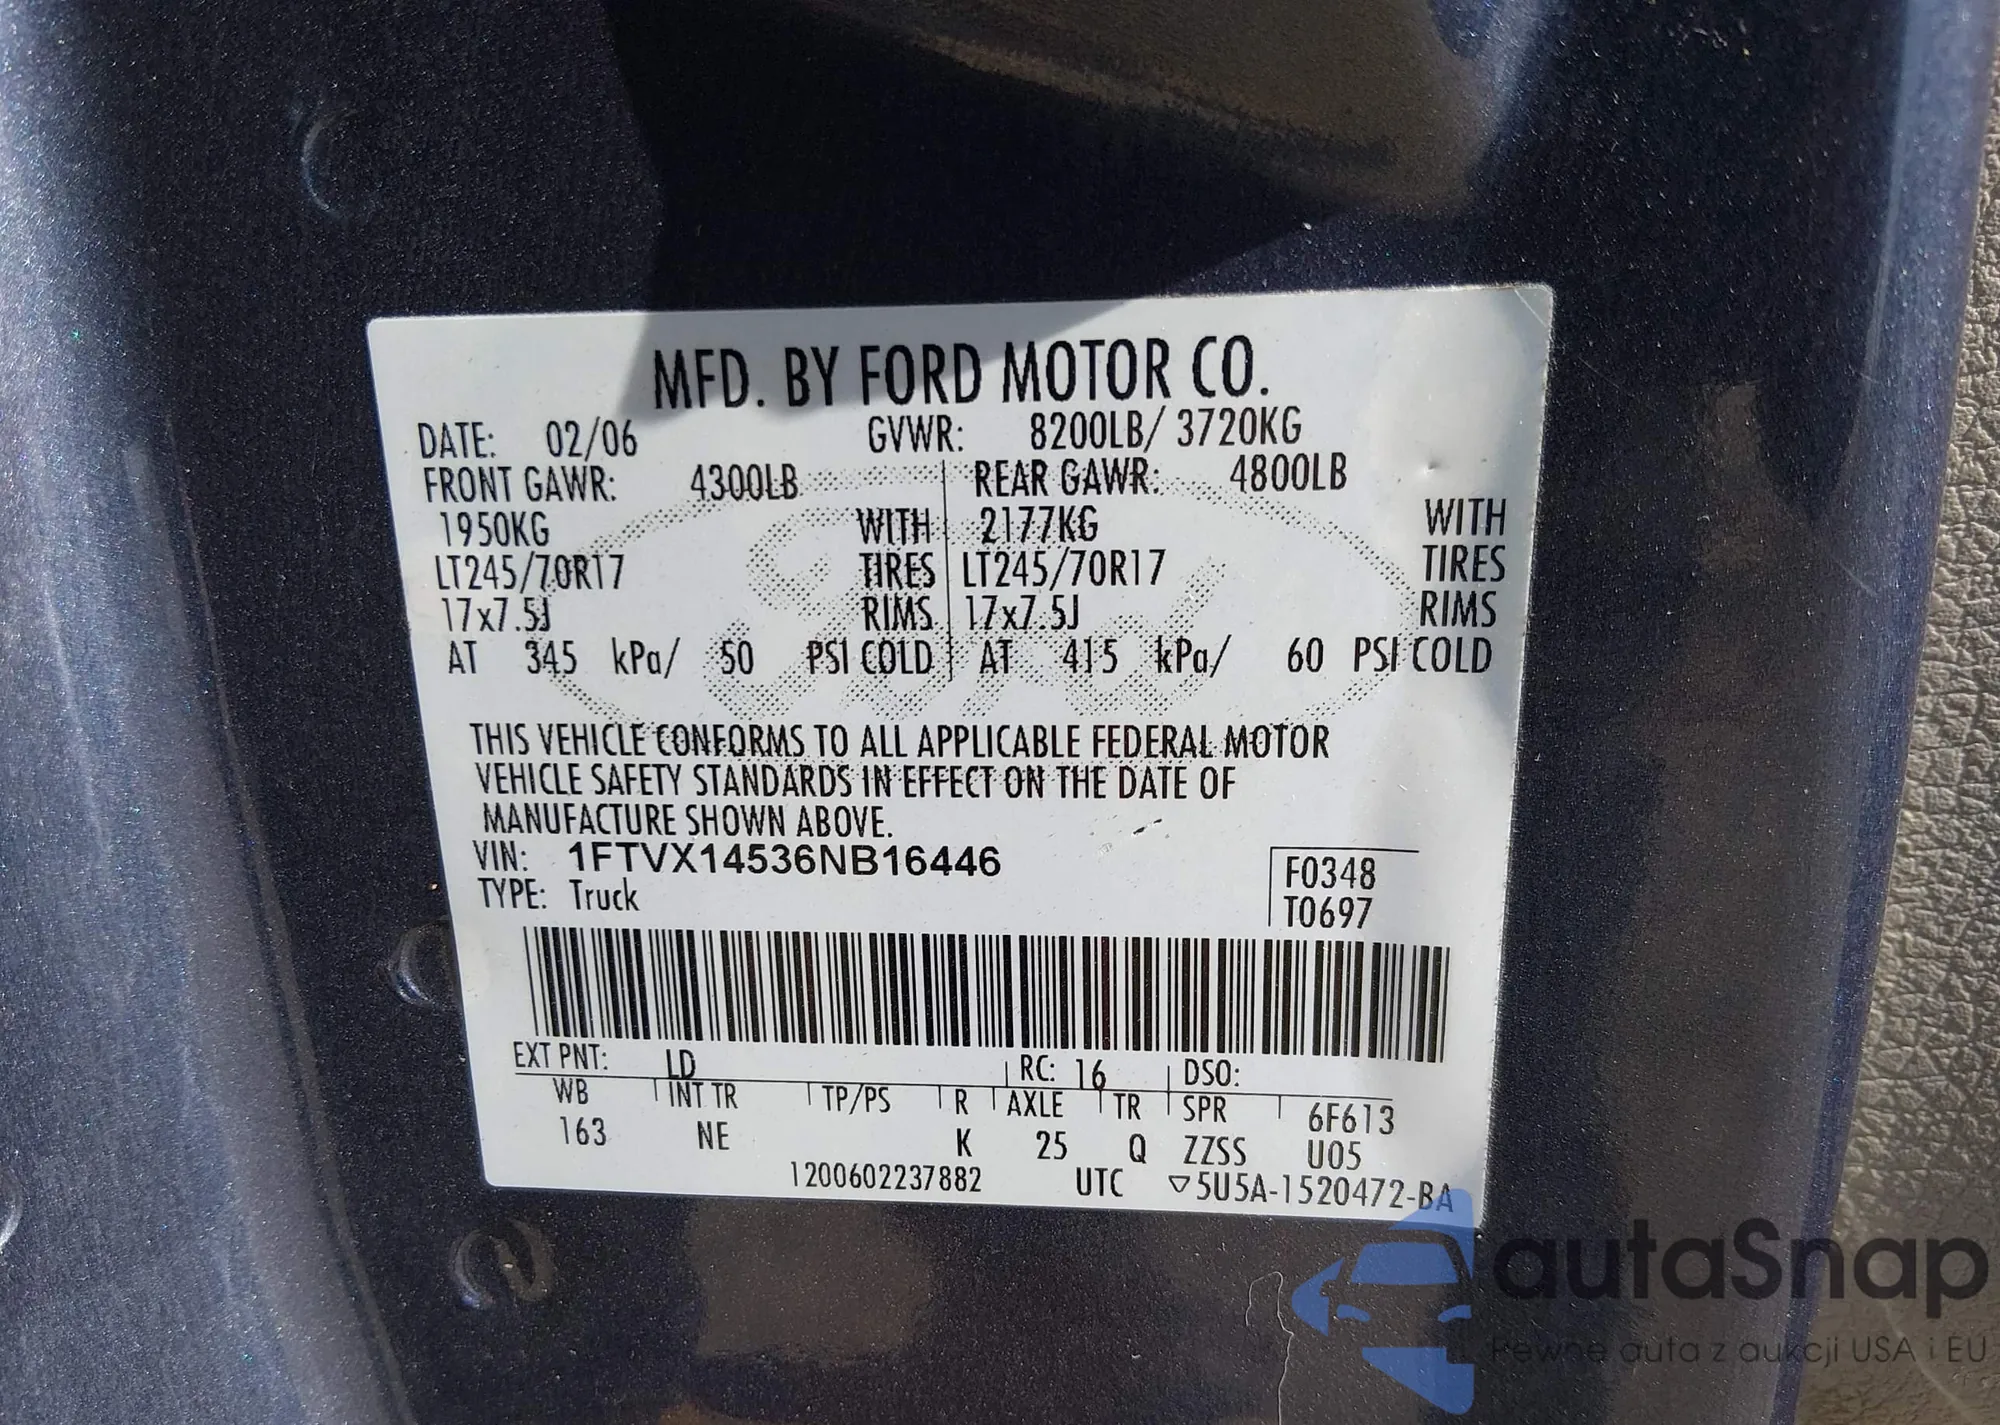 MFD. BY FORD MOTOR CO.
DATE: 02/06 GVWR: 8200LB/ 3720KG
FRONT GAWR: 4300LB REAR GAWR: 4800LB
1950KG WITH 2177KG WITH
LT245/70R17 TIRES LT245/70R17 TIRES
17x7.5J RIMS 17x7.5J RIMS
AT 345 kPa/ 50 PSI COLD AT 415 kPa/ 60 PSI COLD
THIS VEHICLE CONFORMS TO ALL APPLICABLE FEDERAL MOTOR
VEHICLE SAFETY STANDARDS IN EFFECT ON THE DATE OF
MANUFACTURE SHOWN ABOVE.
VIN: 1FTVX14536NB16446
TYPE: Truck
F0348
T0697
EXT PNT: LD RC: 16 DSO:
WB INT TR TP/PS R AXLE TR SPR 6F613
163 NE K 25 Q ZZSS U05
1200602237882 UTC ▽5U5A-1520472-BA
autaSnap
Pewne auta z aukcji USA i EU